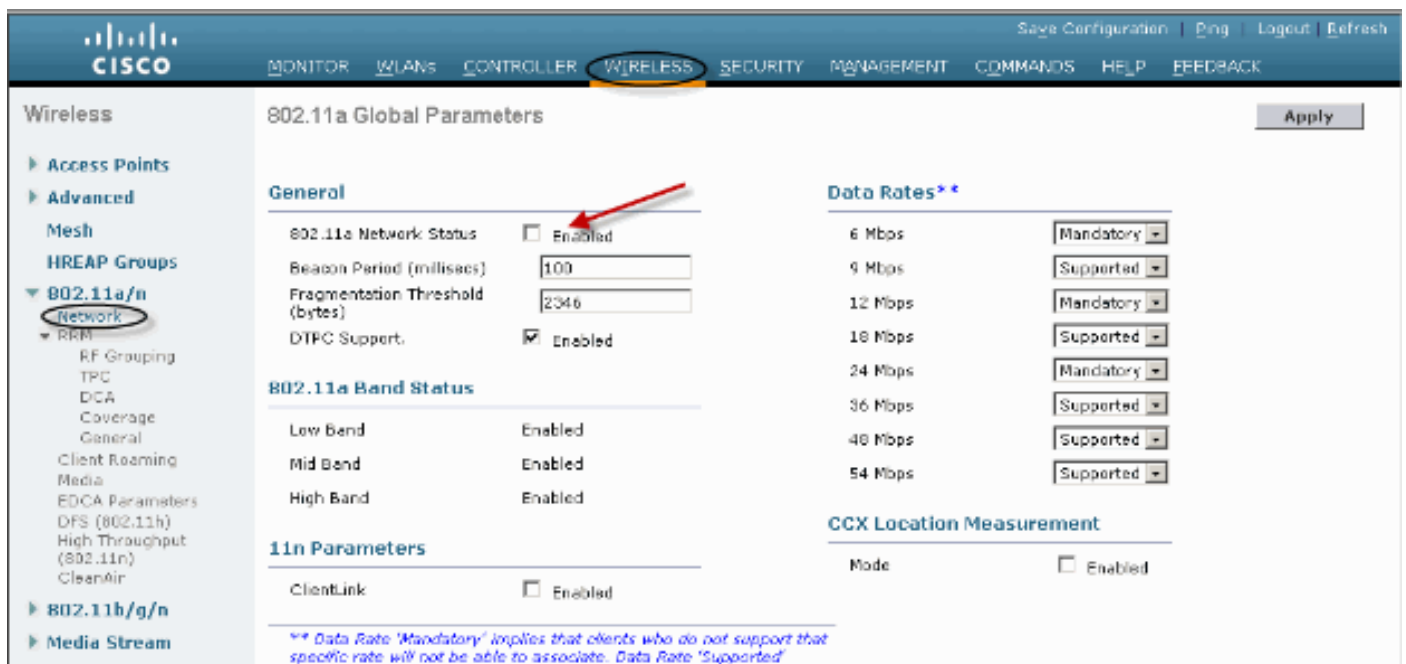 Save Configuration | Ping | Logout | Refresh
CISCO
MONITOR WLANs CONTROLLER WIRELESS SECURITY MANAGEMENT COMMANDS HELP FEEDBACK
Wireless
Access Points
Advanced
Mesh
HREAP Groups
802.11a/n
Network
RRM
RF Grouping
TPC
DCA
Coverage
General
Client Roaming
Media
EDCA Parameters
DFS (802.11h)
High Throughput
(802.11n)
CleanAir
802.11b/g/n
Media Stream
802.11a Global Parameters
Apply
General
802.11a Network Status Enabled
Beacon Period (millisecs) 100
Fragmentation Threshold
(bytes) 2346
DTPC Support. Enabled
802.11a Band Status
Low Band Enabled
Mid Band Enabled
High Band Enabled
11n Parameters
ClientLink Enabled
** Data Rate 'Mandatory' implies that clients who do not support that
specific rate will not be able to associate. Data Rate 'Supported'
Data Rates**
6 Mbps Mandatory
9 Mbps Supported
12 Mbps Mandatory
18 Mbps Supported
24 Mbps Mandatory
36 Mbps Supported
48 Mbps Supported
54 Mbps Supported
CCX Location Measurement
Mode Enabled